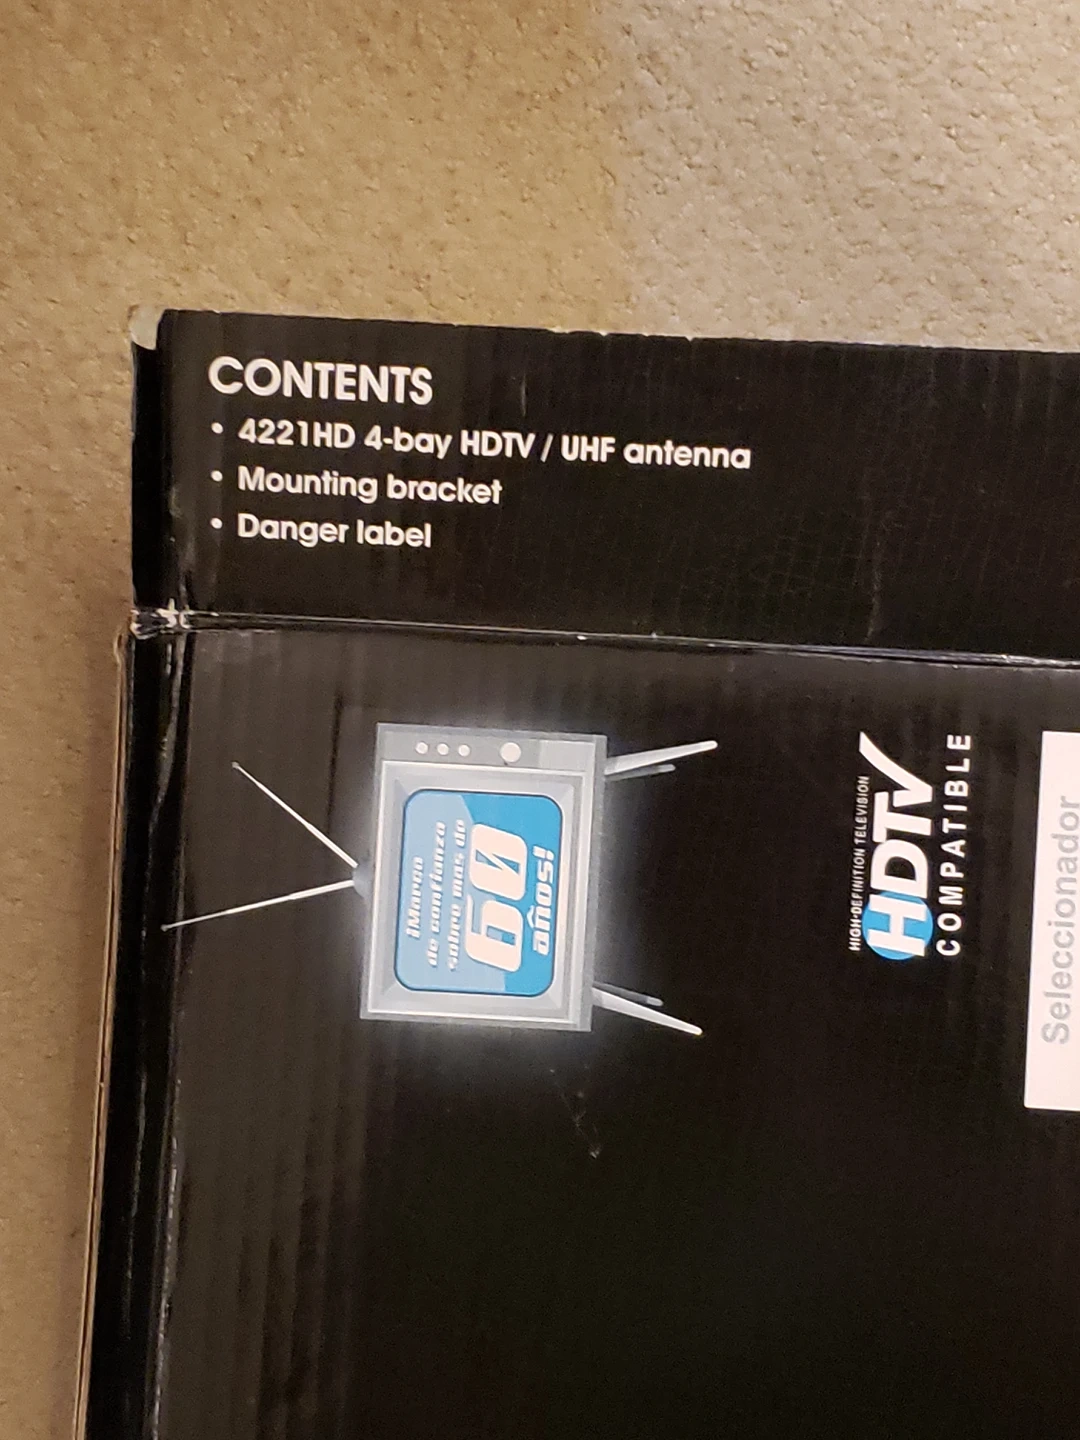 CONTENTS
• 4221HD 4-bay HDTV / UHF antenna
• Mounting bracket
• Danger label
¡Marca
de confianza
sobre mas de
60
años!
HIGH-DEFINITION TELEVISION
HDTV
COMPATIBLE
Seleccionador